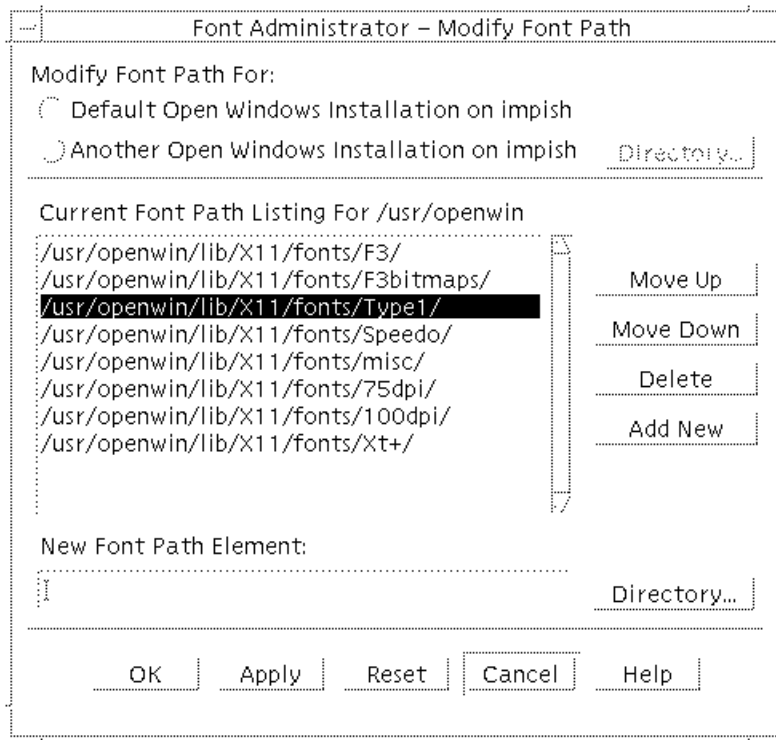 Font Administrator – Modify Font Path
Modify Font Path For:
Default Open Windows Installation on impish
Another Open Windows Installation on impish
Directory...
Current Font Path Listing For /usr/openwin
/usr/openwin/lib/X11/fonts/F3/
/usr/openwin/lib/X11/fonts/F3bitmaps/
/usr/openwin/lib/X11/fonts/Type1/
/usr/openwin/lib/X11/fonts/Speedo/
/usr/openwin/lib/X11/fonts/misc/
/usr/openwin/lib/X11/fonts/75dpi/
/usr/openwin/lib/X11/fonts/100dpi/
/usr/openwin/lib/X11/fonts/Xt+/
Move Up
Move Down
Delete
Add New
New Font Path Element:
Directory...
OK Apply Reset Cancel Help